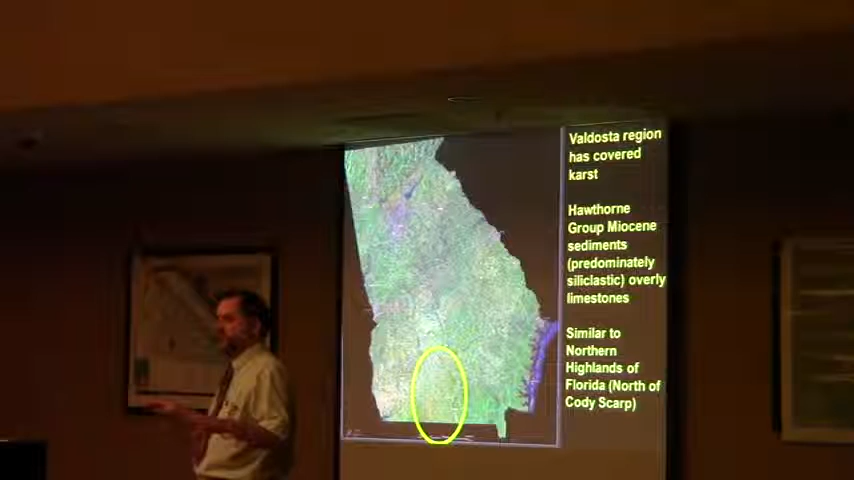 Valdosta region
has covered
karst
Hawthorne
Group Miocene
sediments
(predominately
siliclastic) overly
limestones
Similar to
Northern
Highlands of
Florida (North of
Cody Scarp)